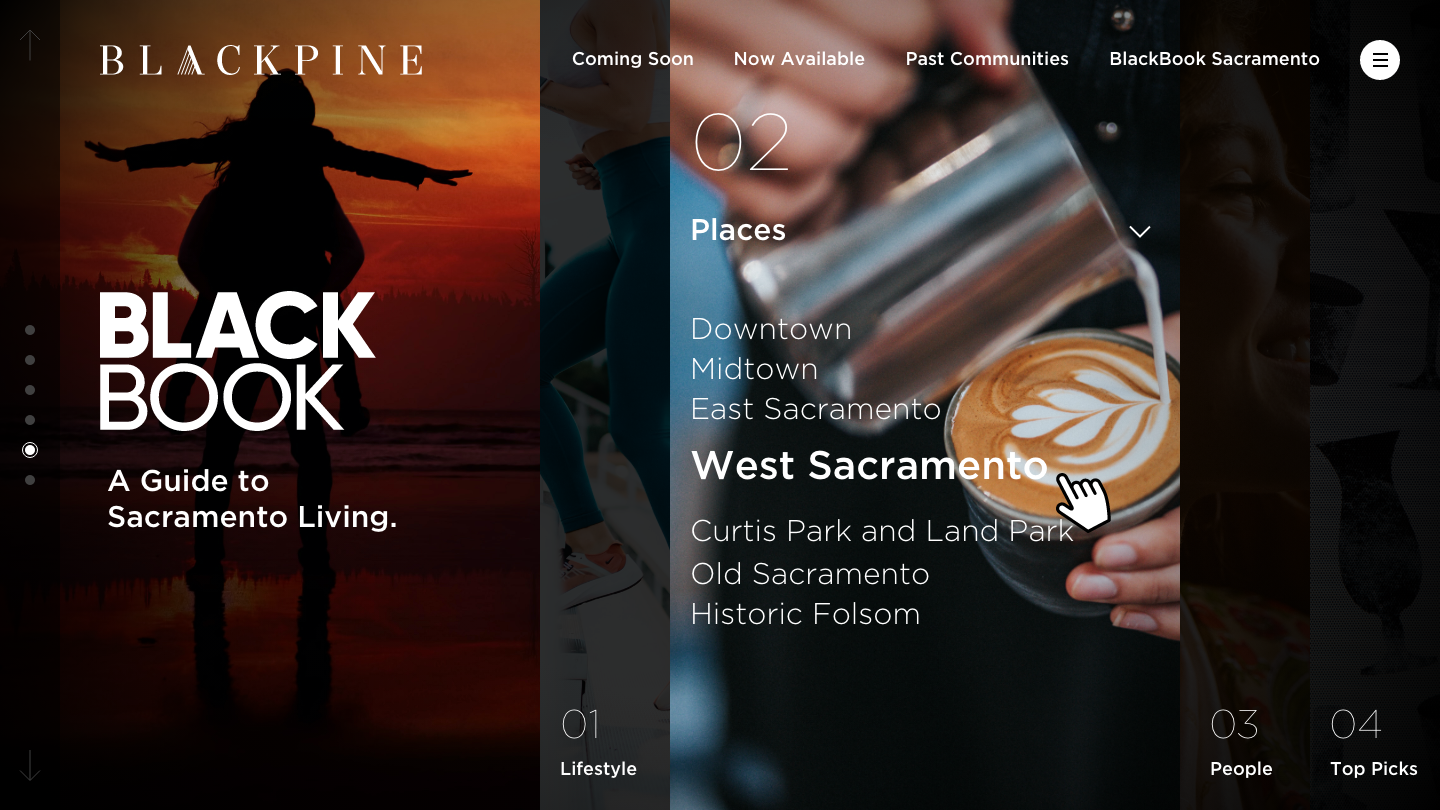 BLACKPINE
Coming Soon
Now Available
Past Communities
BlackBook Sacramento
BLACK
BOOK
A Guide to
Sacramento Living.
01
Lifestyle
02
Places
Downtown
Midtown
East Sacramento
West Sacramento
Curtis Park and Land Park
Old Sacramento
Historic Folsom
03
People
04
Top Picks